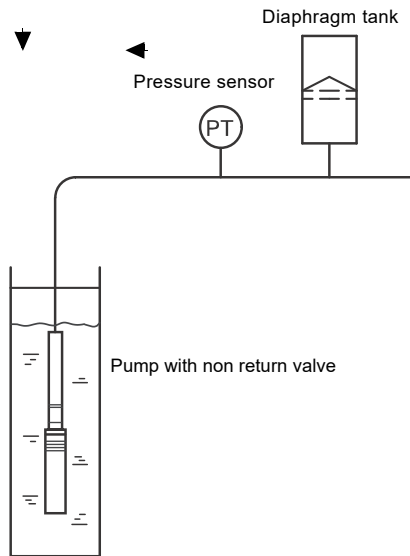 Diaphragm tank
Pressure sensor
PT
Pump with non return valve